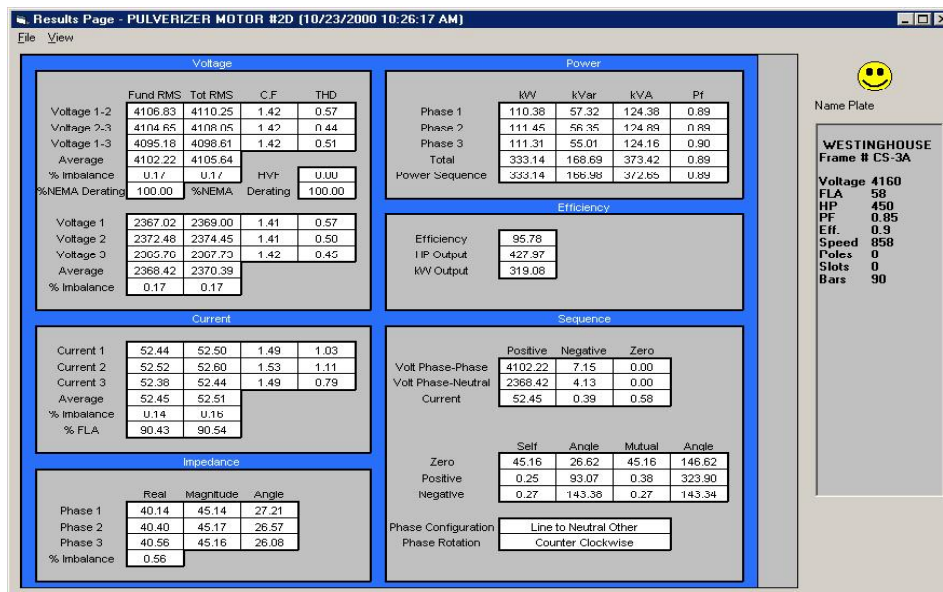 Results Page - PULVERIZER MOTOR #2D (10/23/2000 10:26:17 AM)
File View
Voltage
Fund RMS Tot RMS C.F THD
Voltage 1-2 4106.83 4110.25 1.42 0.57
Voltage 2-3 4104.65 4108.05 1.42 0.44
Voltage 1-3 4095.18 4098.61 1.42 0.51
Average 4102.22 4105.64
% Imbalance 0.17 0.17 HVF 0.00
%NEMA Derating 100.00 %NEMA Derating 100.00
Voltage 1 2367.02 2369.00 1.41 0.57
Voltage 2 2372.48 2374.45 1.41 0.50
Voltage 3 2365.76 2367.73 1.42 0.45
Average 2368.42 2370.39
% Imbalance 0.17 0.17
Current
Current 1 52.44 52.50 1.49 1.03
Current 2 52.52 52.60 1.53 1.11
Current 3 52.38 52.44 1.49 0.79
Average 52.45 52.51
% Imbalance 0.14 0.16
% FLA 90.43 90.54
Impedance
Real Magnitude Angle
Phase 1 40.14 45.14 27.21
Phase 2 40.40 45.17 26.57
Phase 3 40.56 45.16 26.08
% Imbalance 0.56
Power
kW kVar kVA Pf
Phase 1 110.38 57.32 124.38 0.89
Phase 2 111.45 56.35 124.89 0.89
Phase 3 111.31 55.01 124.16 0.90
Total 333.14 168.69 373.42 0.89
Power Sequence 333.14 166.98 372.65 0.89
Efficiency
Efficiency 95.78
HP Output 427.97
kW Output 319.08
Sequence
Positive Negative Zero
Volt Phase-Phase 4102.22 7.15 0.00
Volt Phase-Neutral 2368.42 4.13 0.00
Current 52.45 0.39 0.58
Self Angle Mutual Angle
Zero 45.16 26.62 45.16 146.62
Positive 0.25 93.07 0.38 323.90
Negative 0.27 143.38 0.27 143.34
Phase Configuration Line to Neutral Other
Phase Rotation Counter Clockwise
Name Plate
WESTINGHOUSE
Frame # CS-3A
Voltage 4160
FLA 58
HP 450
PF 0.85
Eff. 0.9
Speed 858
Poles 0
Slots 0
Bars 90